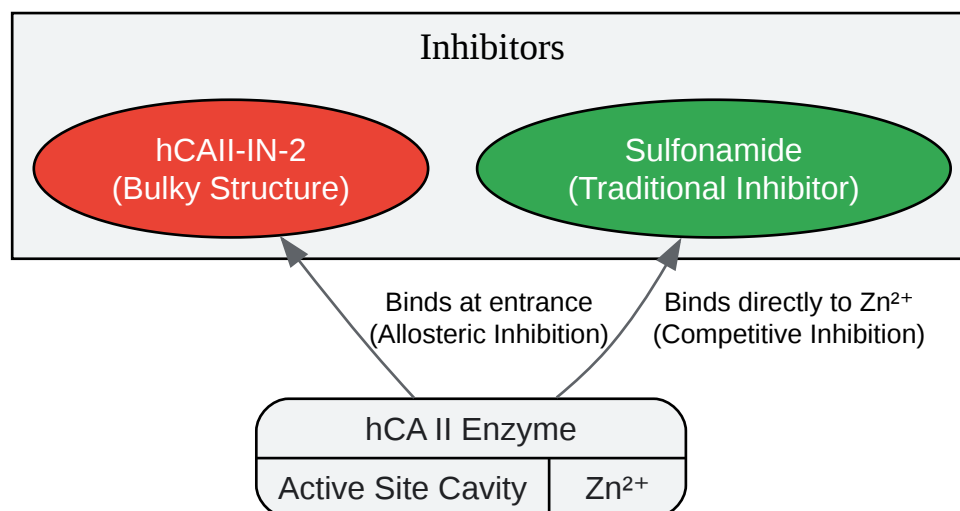 Inhibitors
hCAII-IN-2
(Bulky Structure)
Sulfonamide
(Traditional Inhibitor)
Binds at entrance
(Allosteric Inhibition)
Binds directly to Zn²⁺
(Competitive Inhibition)
hCA II Enzyme
Active Site Cavity
Zn²⁺